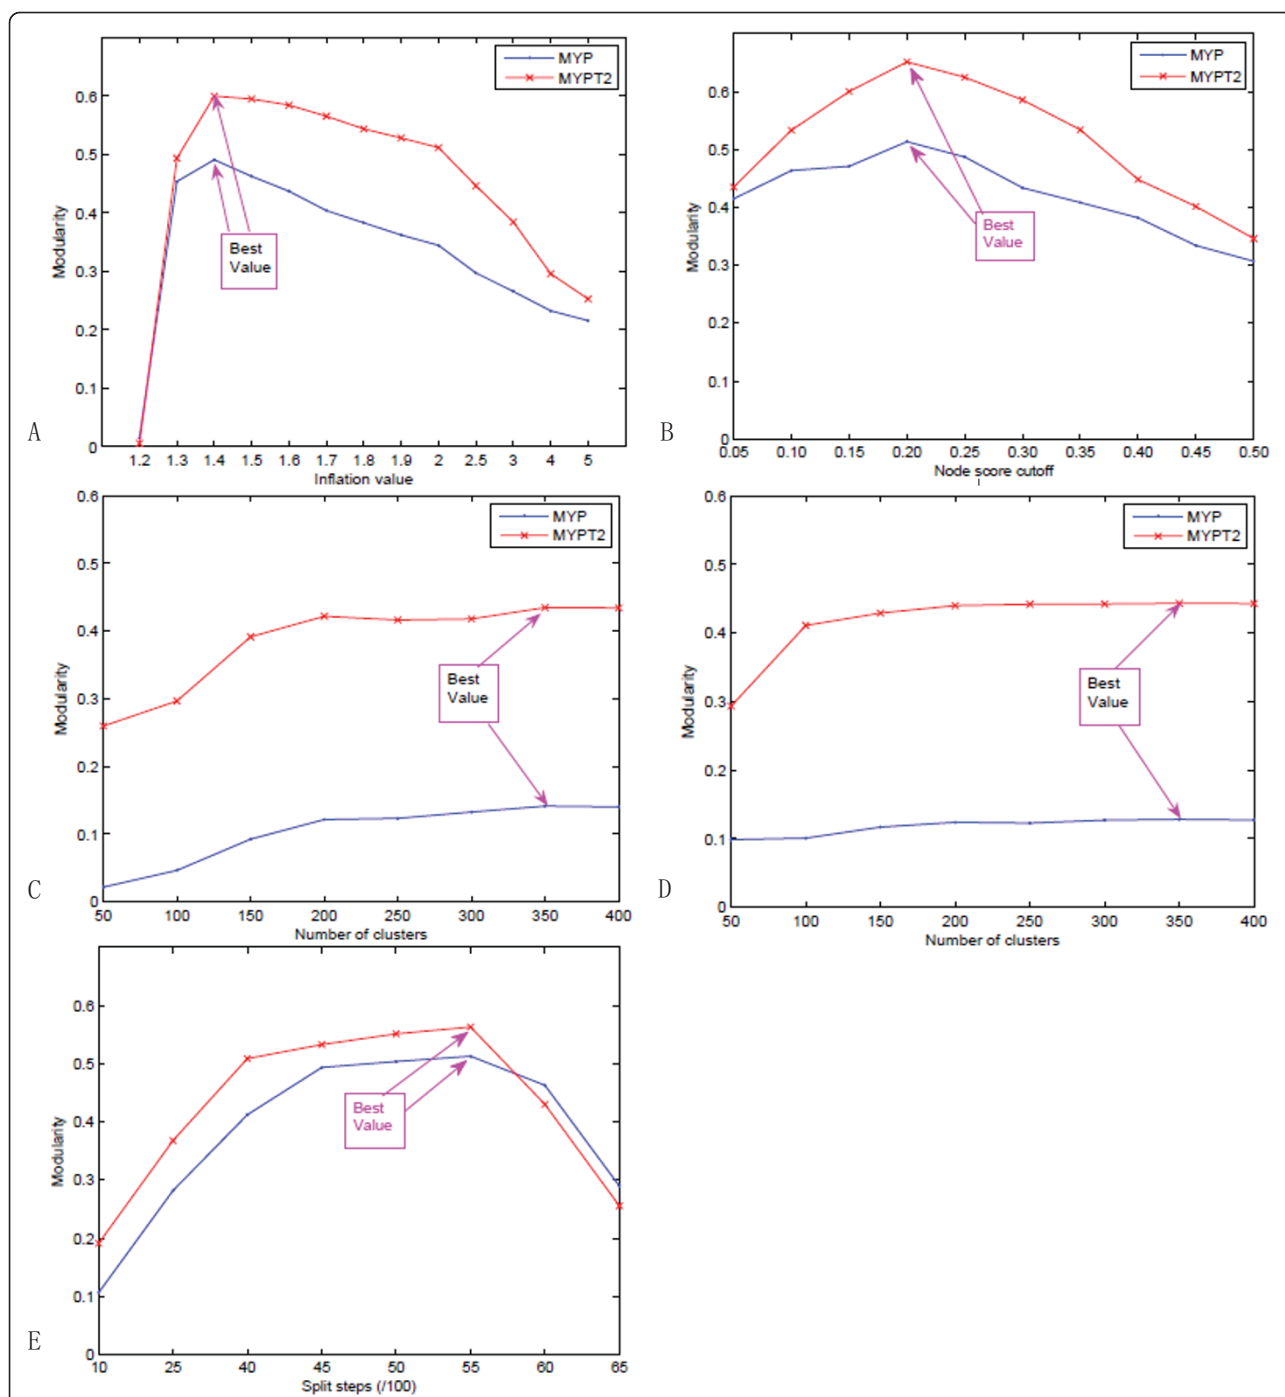 MYP
MYPT2
0.6
0.5
0.4
0.3
0.2
0.1
0
Modularity
Best
Value
A
1.2 1.3 1.4 1.5 1.6 1.7 1.8 1.9 2 2.5 3 4 5
Inflation value
MYP
MYPT2
0.6
0.5
0.4
0.3
0.2
0.1
0
Modularity
Best
Value
B
0.05 0.10 0.15 0.20 0.25 0.30 0.35 0.40 0.45 0.50
Node score cutoff
MYP
MYPT2
0.6
0.5
0.4
0.3
0.2
0.1
0
Modularity
Best
Value
C
50 100 150 200 250 300 350 400
Number of clusters
MYP
MYPT2
0.6
0.5
0.4
0.3
0.2
0.1
0
Modularity
Best
Value
D
50 100 150 200 250 300 350 400
Number of clusters
0.6
0.5
0.4
0.3
0.2
0.1
0
Modularity
Best
Value
E
10 25 40 45 50 55 60 65
Split steps (/100)